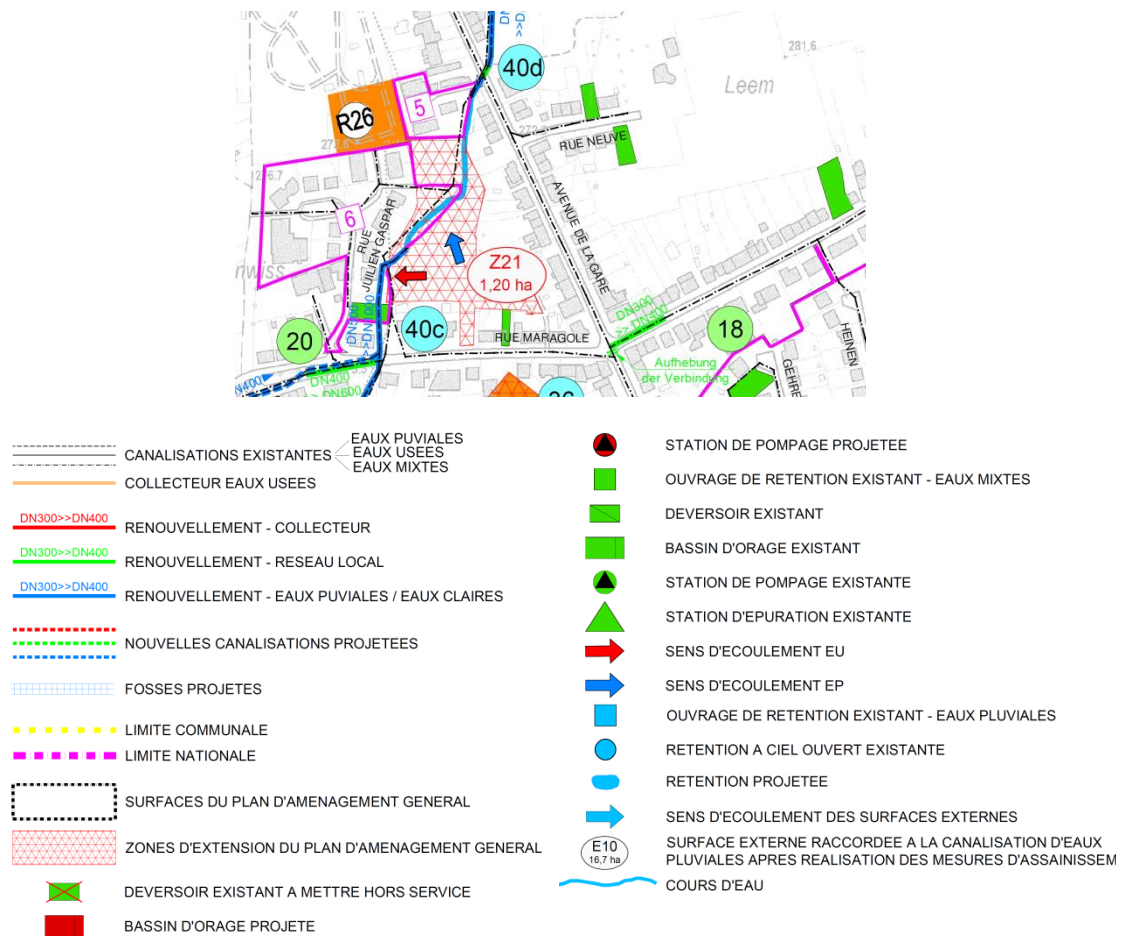 40d
281.6
Leem
R26
5
RUE NEUVE
276.7
6
RUE
JUILIEN GASPAR
AVENUE DE LA GARE
Z21
1,20 ha
20
40c
RUE MARAGOLE
DN300
>> DN400
18
HEINEN
Aufhebung
der Verbindung
DN400
>> DN600
CANALISATIONS EXISTANTES
EAUX PUVIALES
EAUX USEES
EAUX MIXTES
COLLECTEUR EAUX USEES
DN300>>DN400
RENOUVELLEMENT - COLLECTEUR
DN300>>DN400
RENOUVELLEMENT - RESEAU LOCAL
DN300>>DN400
RENOUVELLEMENT - EAUX PUVIALES / EAUX CLAIRES
NOUVELLES CANALISATIONS PROJETEES
FOSSES PROJETES
LIMITE COMMUNALE
LIMITE NATIONALE
SURFACES DU PLAN D'AMENAGEMENT GENERAL
ZONES D'EXTENSION DU PLAN D'AMENAGEMENT GENERAL
DEVERSOIR EXISTANT A METTRE HORS SERVICE
BASSIN D'ORAGE PROJETE
STATION DE POMPAGE PROJETEE
OUVRAGE DE RETENTION EXISTANT - EAUX MIXTES
DEVERSOIR EXISTANT
BASSIN D'ORAGE EXISTANT
STATION DE POMPAGE EXISTANTE
STATION D'EPURATION EXISTANTE
SENS D'ECOULEMENT EU
SENS D'ECOULEMENT EP
OUVRAGE DE RETENTION EXISTANT - EAUX PLUVIALES
RETENTION A CIEL OUVERT EXISTANTE
RETENTION PROJETEE
SENS D'ECOULEMENT DES SURFACES EXTERNES
E10
16,7 ha
SURFACE EXTERNE RACCORDEE A LA CANALISATION D'EAUX
PLUVIALES APRES REALISATION DES MESURES D'ASSAINISSEM
COURS D'EAU